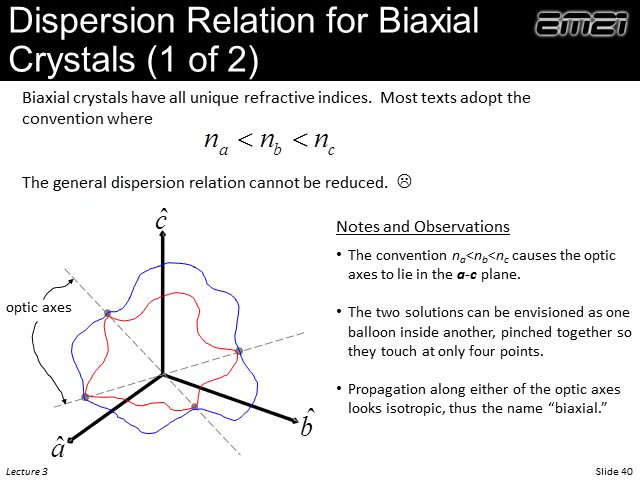 Dispersion Relation for Biaxial
Crystals (1 of 2)
EMEI
Biaxial crystals have all unique refractive indices.  Most texts adopt the
convention where
n_a < n_b < n_c
The general dispersion relation cannot be reduced. ☹
ĉ
optic axes
â
b̂
Notes and Observations
• The convention n_a<n_b<n_c causes the optic
axes to lie in the a-c plane.
• The two solutions can be envisioned as one
balloon inside another, pinched together so
they touch at only four points.
• Propagation along either of the optic axes
looks isotropic, thus the name “biaxial.”
Lecture 3
Slide 40